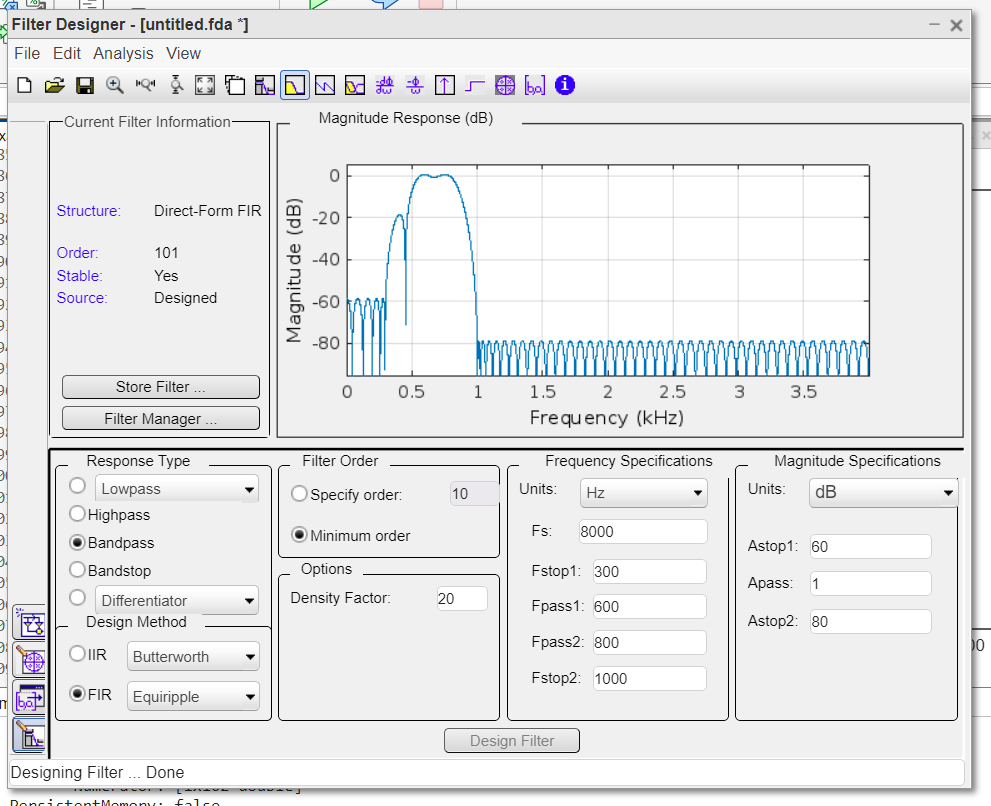 Filter Designer - [untitled.fda *]
File Edit Analysis View
Current Filter Information
Structure: Direct-Form FIR
Order: 101
Stable: Yes
Source: Designed
Store Filter ...
Filter Manager ...
Magnitude Response (dB)
Magnitude (dB)
0
-20
-40
-60
-80
0 0.5 1 1.5 2 2.5 3 3.5
Frequency (kHz)
Response Type
Lowpass
Highpass
Bandpass
Bandstop
Differentiator
Design Method
IIR Butterworth
FIR Equiripple
Filter Order
Specify order: 10
Minimum order
Options
Density Factor: 20
Frequency Specifications
Units: Hz
Fs: 8000
Fstop1: 300
Fpass1: 600
Fpass2: 800
Fstop2: 1000
Magnitude Specifications
Units: dB
Astop1: 60
Apass: 1
Astop2: 80
Design Filter
Designing Filter ... Done
PersistentMemory: false